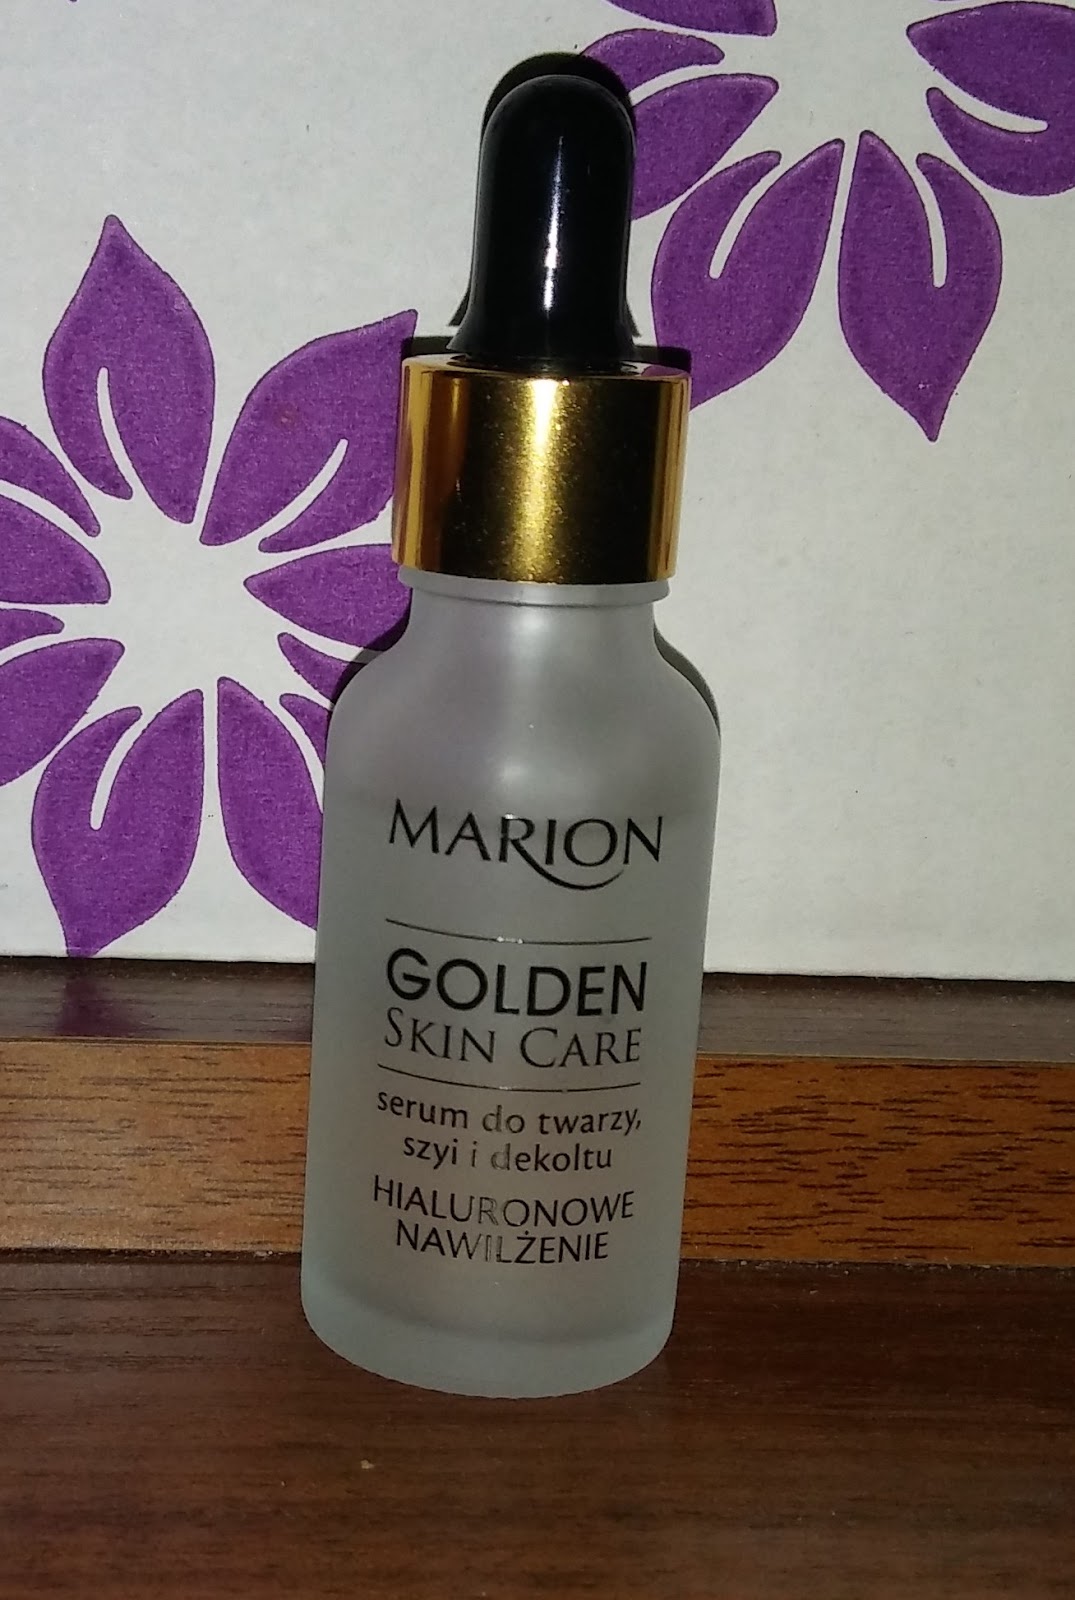 MARION
GOLDEN
SKIN CARE
serum do twarzy,
szyi i dekoltu
HIALURONOWE
NAWILŻENIE